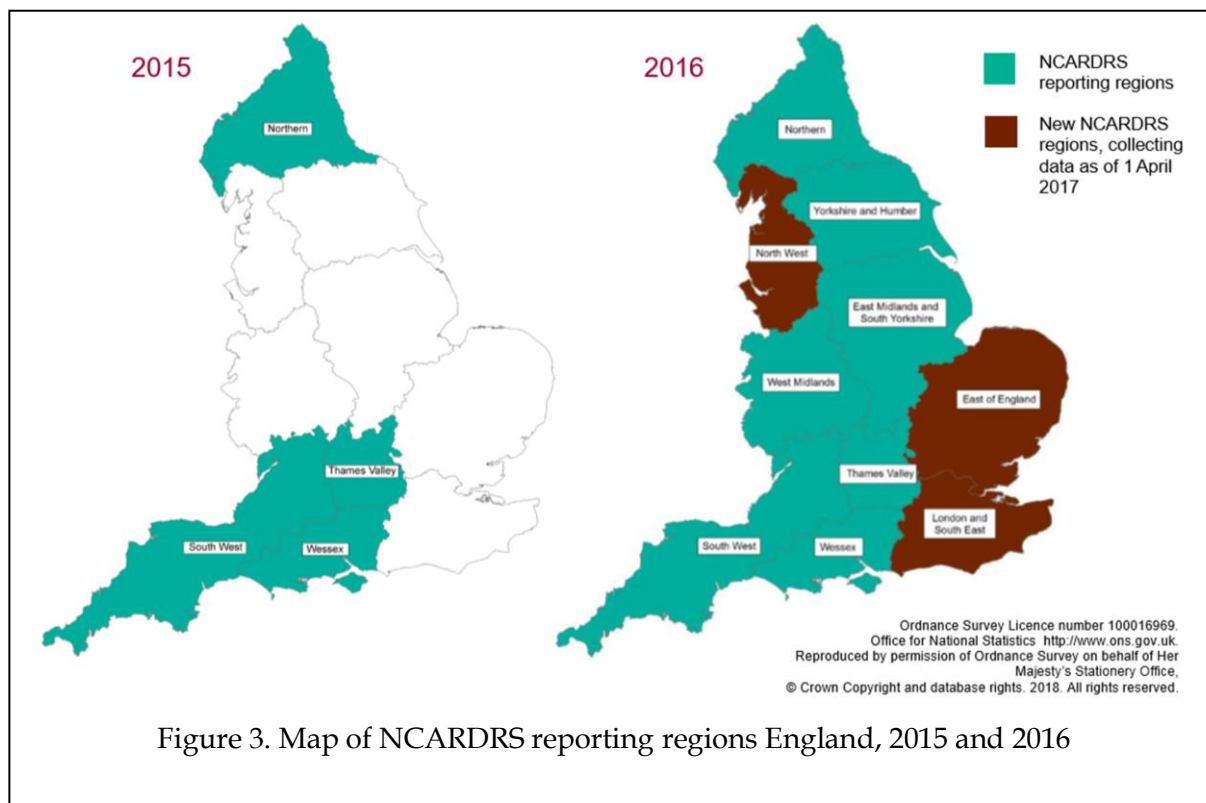 2015
Northern
Thames Valley
South West
Wessex
2016
Northern
Yorkshire and Humber
North West
East Midlands and
South Yorkshire
West Midlands
East of England
Thames Valley
London and
South East
South West
Wessex
NCARDRS
reporting regions
New NCARDRS
regions, collecting
data as of 1 April
2017
Ordnance Survey Licence number 100016969.
Office for National Statistics http://www.ons.gov.uk.
Reproduced by permission of Ordnance Survey on behalf of Her
Majesty's Stationery Office,
© Crown Copyright and database rights. 2018. All rights reserved.
Figure 3. Map of NCARDRS reporting regions England, 2015 and 2016